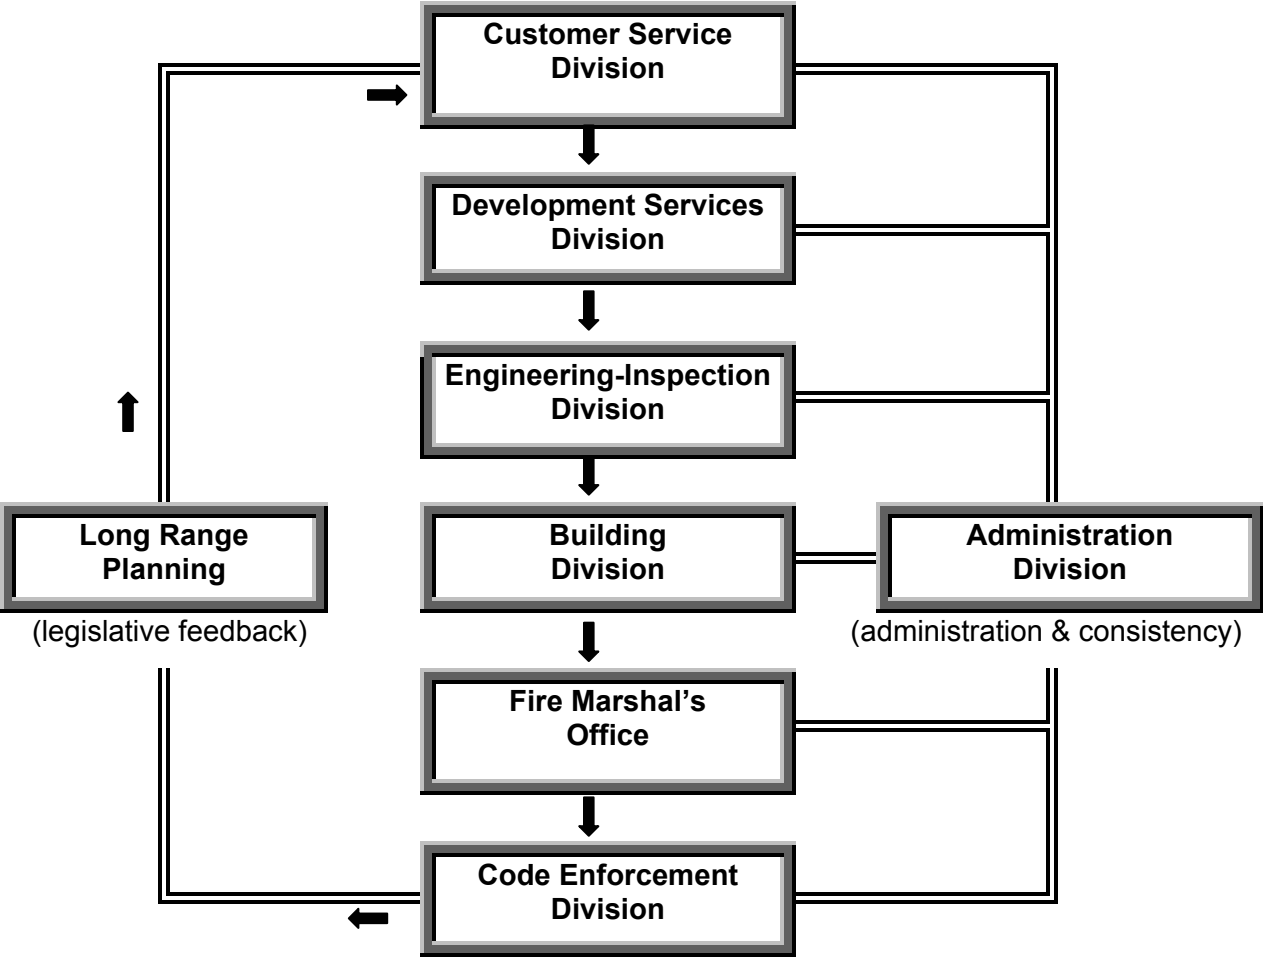 Customer Service
Division
Development Services
Division
Engineering-Inspection
Division
Long Range
Planning
(legislative feedback)
Building
Division
Administration
Division
(administration & consistency)
Fire Marshal’s
Office
Code Enforcement
Division